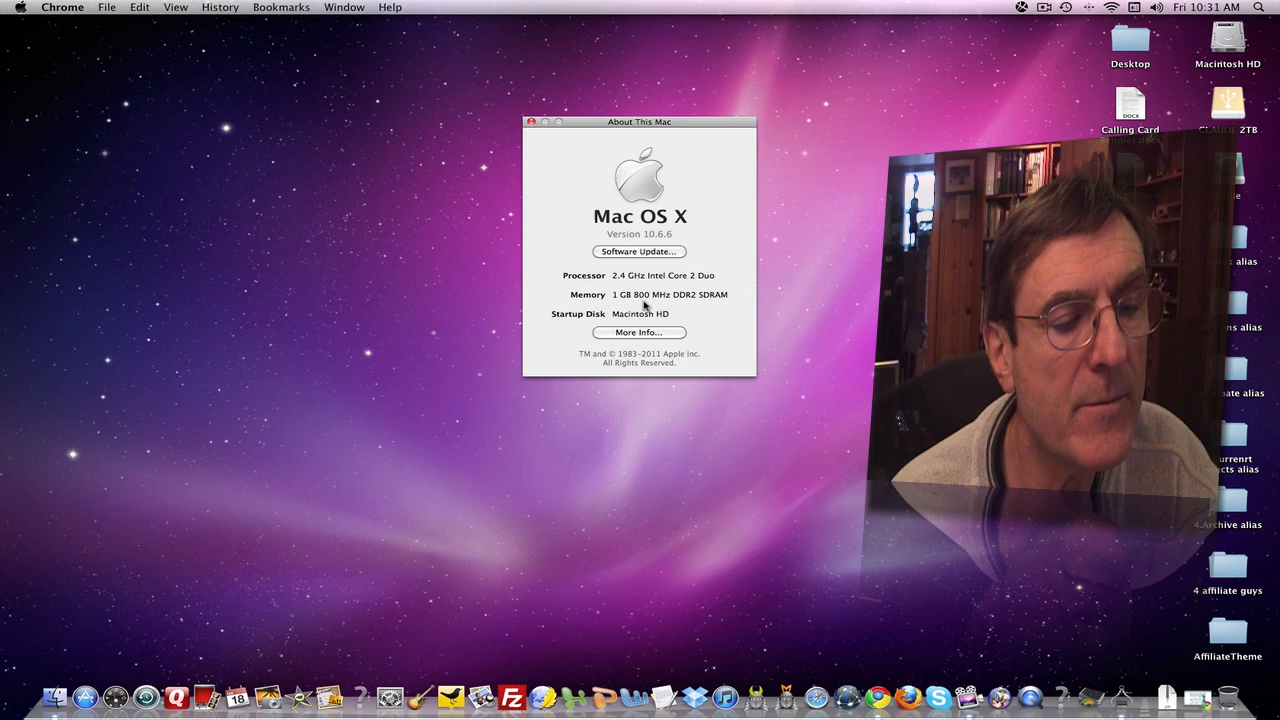 Chrome File Edit View History Bookmarks Window Help Fri 10:31 AM
Desktop
Macintosh HD
DOCX
Calling Card
CLAUDE 2TB
About This Mac
Mac OS X
Version 10.6.6
Software Update...
Processor 2.4 GHz Intel Core 2 Duo
Memory 1 GB 800 MHz DDR2 SDRAM
Startup Disk Macintosh HD
More Info...
TM and © 1983-2011 Apple Inc.
All Rights Reserved.
alias
alias
alias
alias
4.Archive alias
4 affiliate guys
AffiliateTheme
18